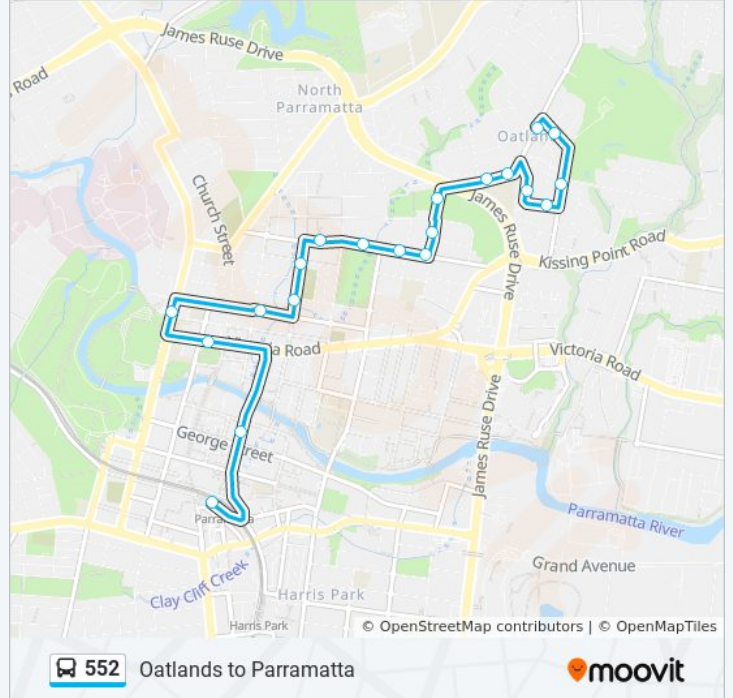 James Ruse Drive
Road
North
Parramatta
Church Street
James Ruse Drive
Kissing Point Road
Road
Victoria Road
George Street
James Ruse Drive
Parramatta River
Grand Avenue
Clay Cliff Creek
Harris Park
Harris Park
© OpenStreetMap contributors | © OpenMapTiles
552 Oatlands to Parramatta
moovit